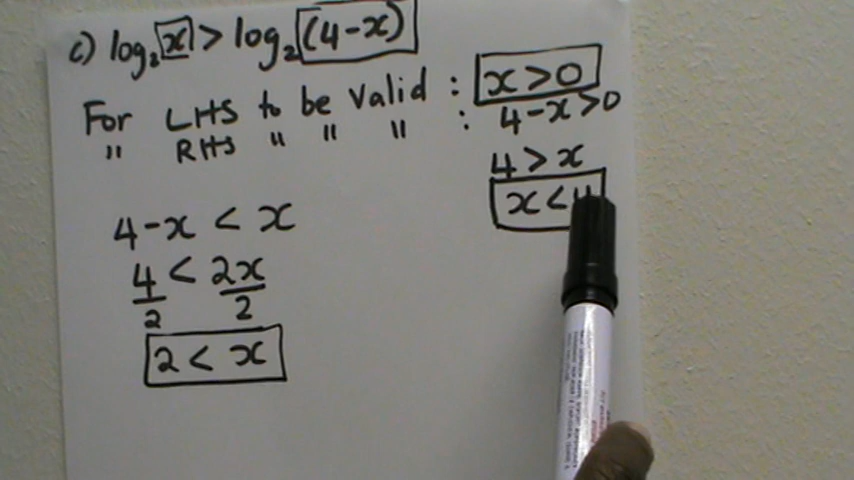 c) log₂x > log₂(4-x)
For LHS to be valid : x>0
" RHS " " " : 4-x>0
4>x
x<4
4-x < x
4/2 < 2x/2
2 < x